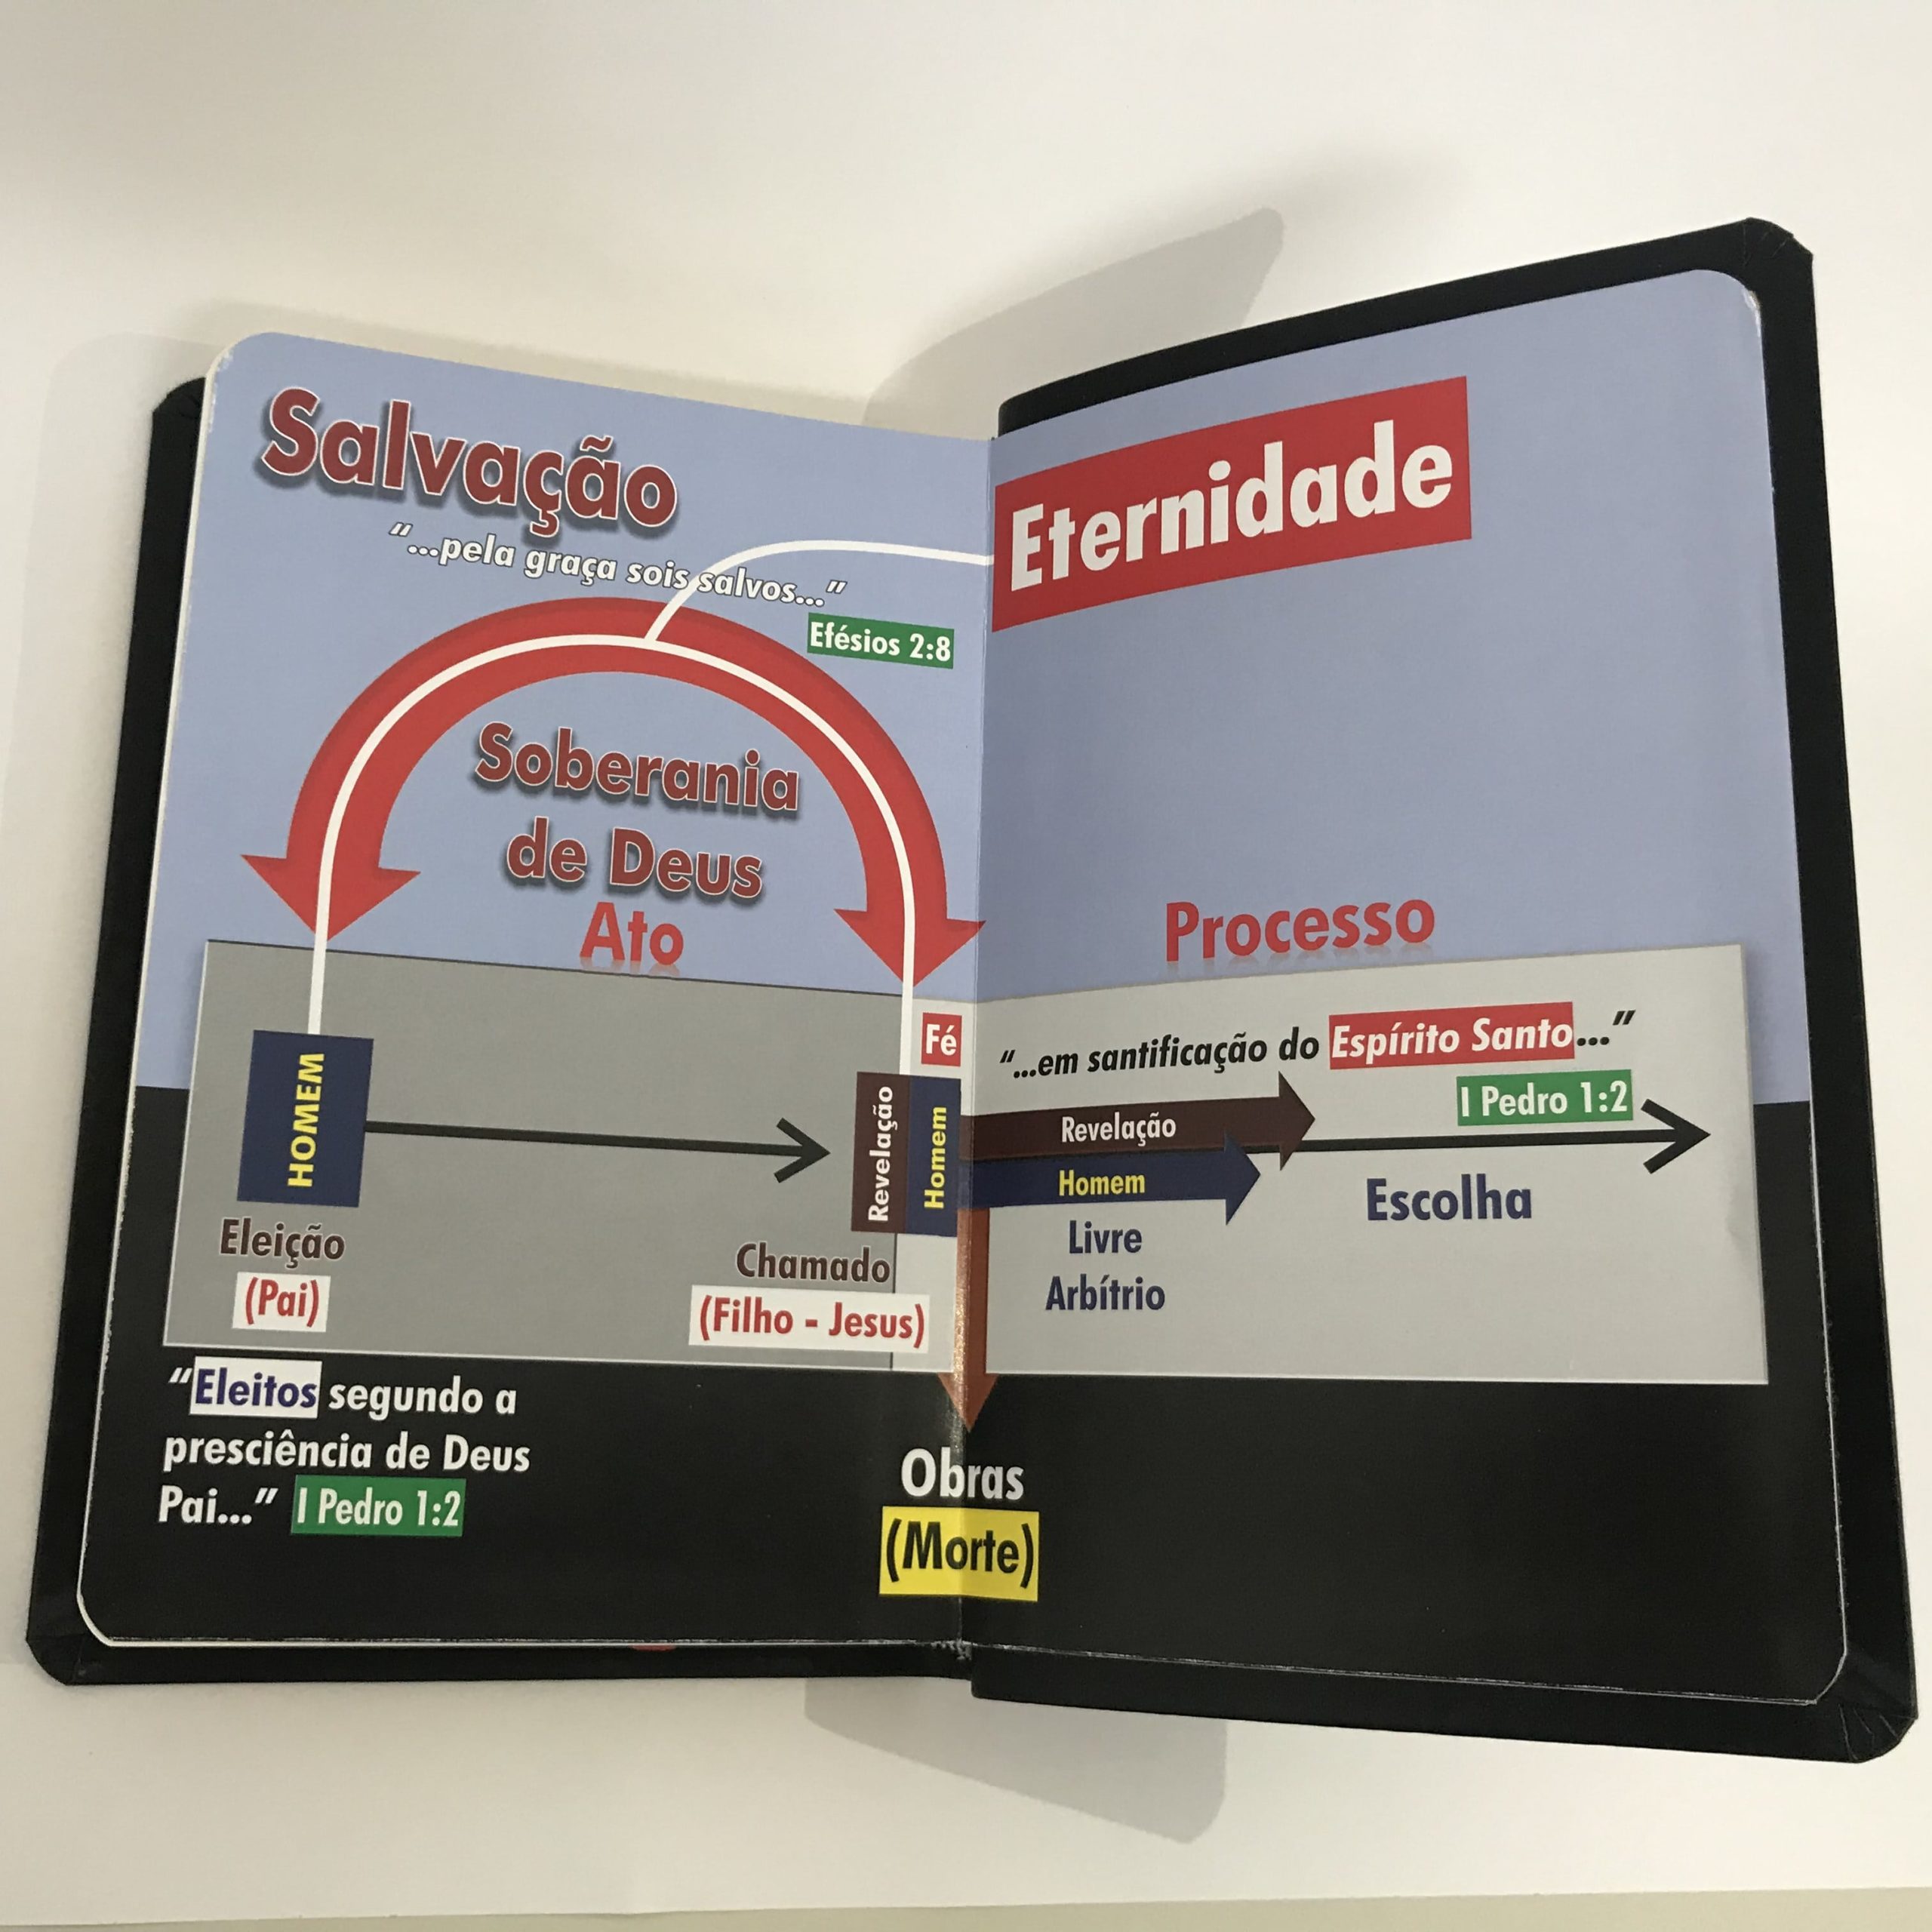 Salvação
"...pela graça sois salvos..."
Efésios 2:8
Soberania
de Deus
Ato
HOMEM
Eleição
(Pai)
Chamado
(Filho - Jesus)
Fé
Revelação
Homem
"Eleitos segundo a
presciência de Deus
Pai..." I Pedro 1:2
Obras
(Morte)
Eternidade
Processo
"...em santificação do Espírito Santo..."
I Pedro 1:2
Revelação
Homem
Livre
Arbítrio
Escolha